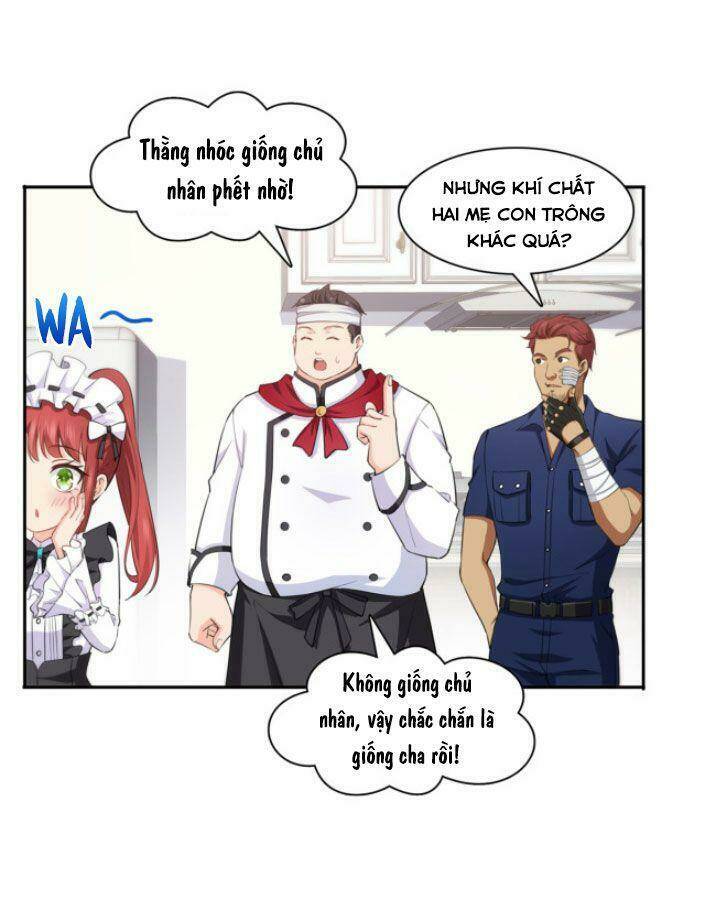 Thằng nhóc giống chủ
nhân phết nhờ!
NHƯNG KHÍ CHẤT
HAI MẸ CON TRÔNG
KHÁC QUÁ?
WA~
Không giống chủ
nhân, vậy chắc chắn là
giống cha rồi!